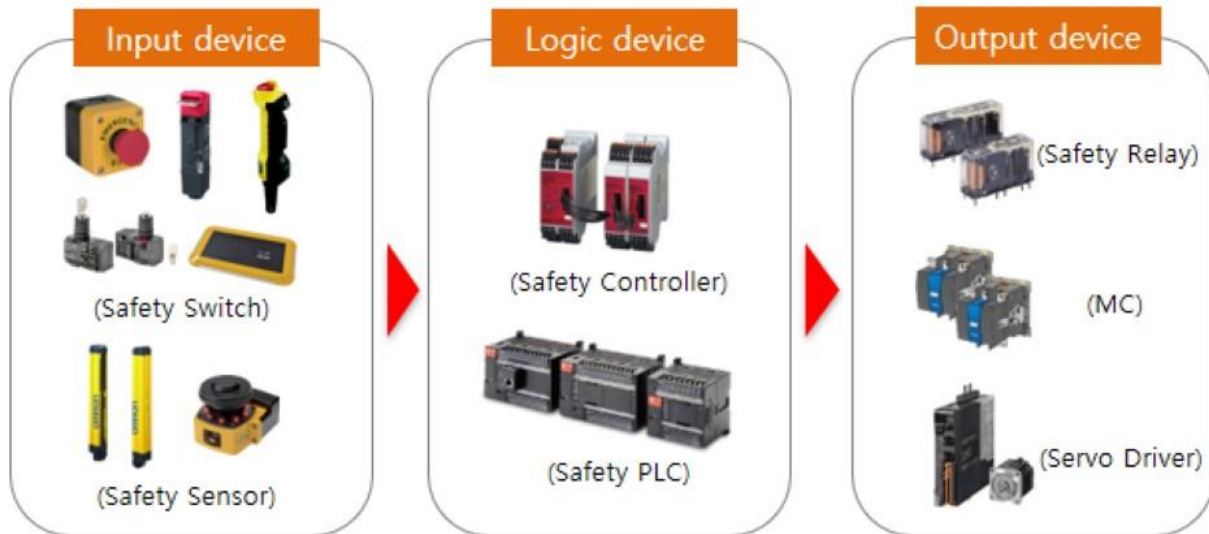 Input device
Logic device
Output device
(Safety Switch)
(Safety Sensor)
(Safety Controller)
(Safety PLC)
(Safety Relay)
(MC)
(Servo Driver)